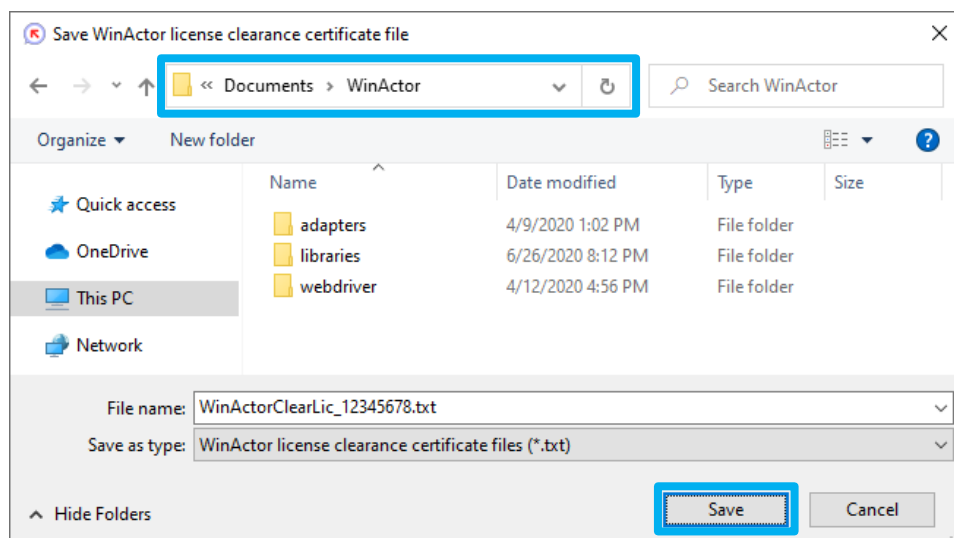 Save WinActor license clearance certificate file
« Documents > WinActor
Search WinActor
Organize
New folder
Name
Date modified
Type
Size
Quick access
OneDrive
This PC
Network
adapters 4/9/2020 1:02 PM File folder
libraries 6/26/2020 8:12 PM File folder
webdriver 4/12/2020 4:56 PM File folder
File name: WinActorClearLic_12345678.txt
Save as type: WinActor license clearance certificate files (*.txt)
Hide Folders
Save
Cancel